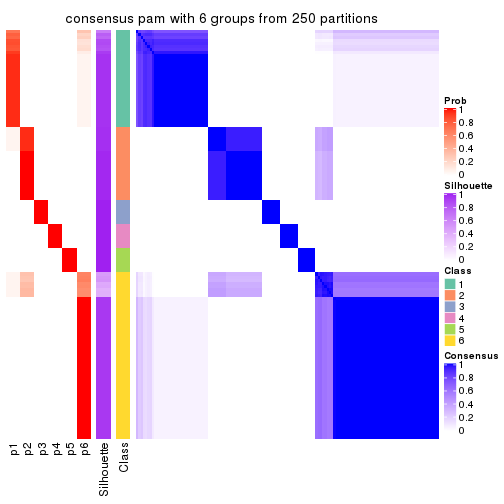 consensus pam with 6 groups from 250 partitions
Prob
1
0.8
0.6
0.4
0.2
0
Silhouette
1
0.8
0.6
0.4
0.2
0
Class
1
2
3
4
5
6
Consensus
1
0.8
0.6
0.4
0.2
0
p1
p2
p3
p4
p5
p6
Silhouette
Class